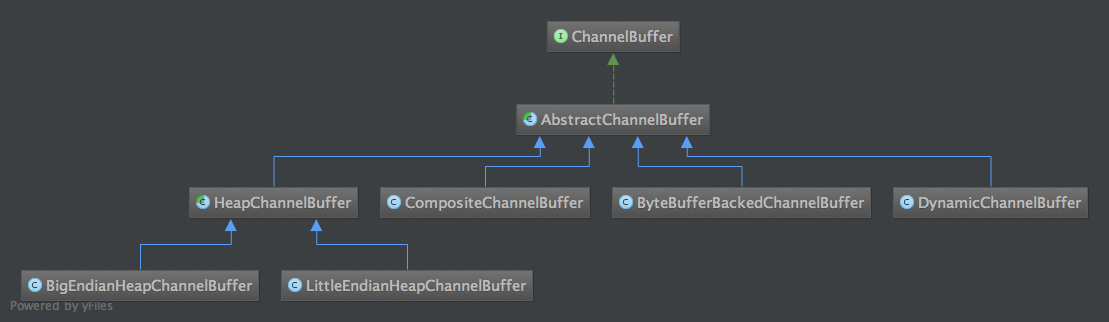 I ChannelBuffer
C AbstractChannelBuffer
C HeapChannelBuffer
C CompositeChannelBuffer
C ByteBufferBackedChannelBuffer
C DynamicChannelBuffer
C BigEndianHeapChannelBuffer
C LittleEndianHeapChannelBuffer
Powered by yFiles